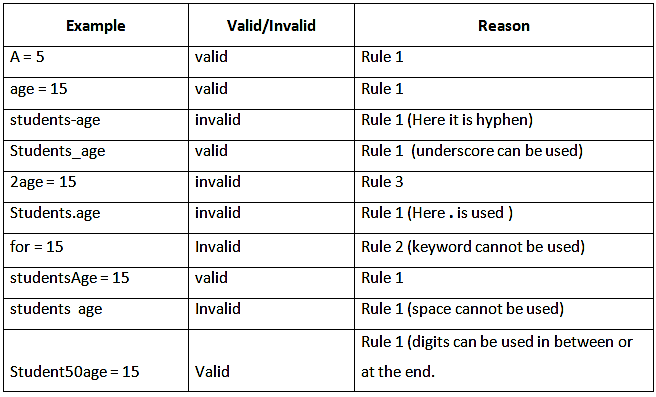 Example Valid/Invalid Reason
A = 5 valid Rule 1
age = 15 valid Rule 1
students-age invalid Rule 1 (Here it is hyphen)
Students_age valid Rule 1 (underscore can be used)
2age = 15 invalid Rule 3
Students.age invalid Rule 1 (Here . is used )
for = 15 Invalid Rule 2 (keyword cannot be used)
studentsAge = 15 valid Rule 1
students age Invalid Rule 1 (space cannot be used)
Rule 1 (digits can be used in between or
Student50age = 15 Valid at the end.